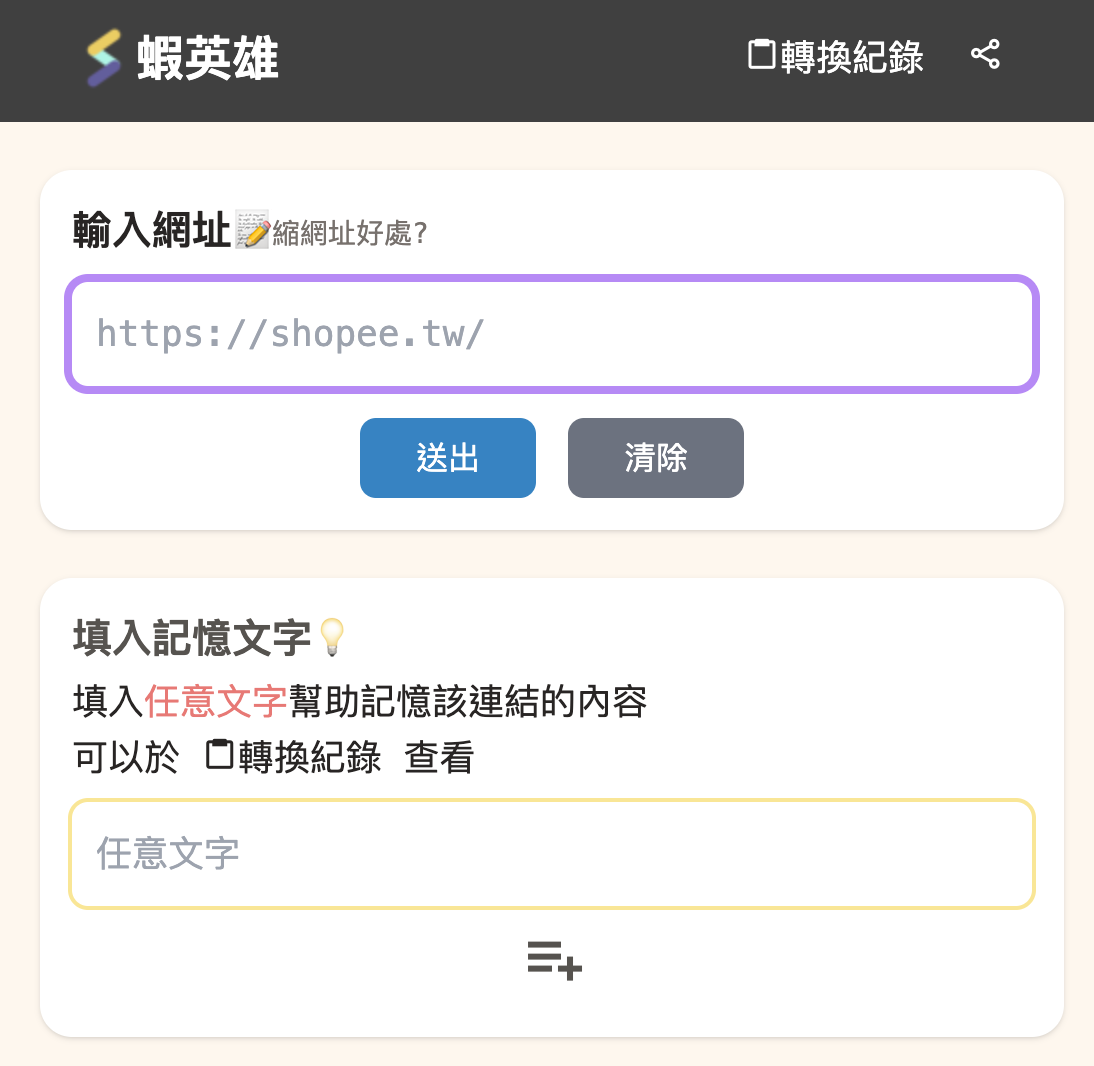 蝦英雄
轉換紀錄
輸入網址📝縮網址好處?
https://shopee.tw/
送出
清除
填入記憶文字💡
填入任意文字幫助記憶該連結的內容
可以於 轉換紀錄 查看
任意文字